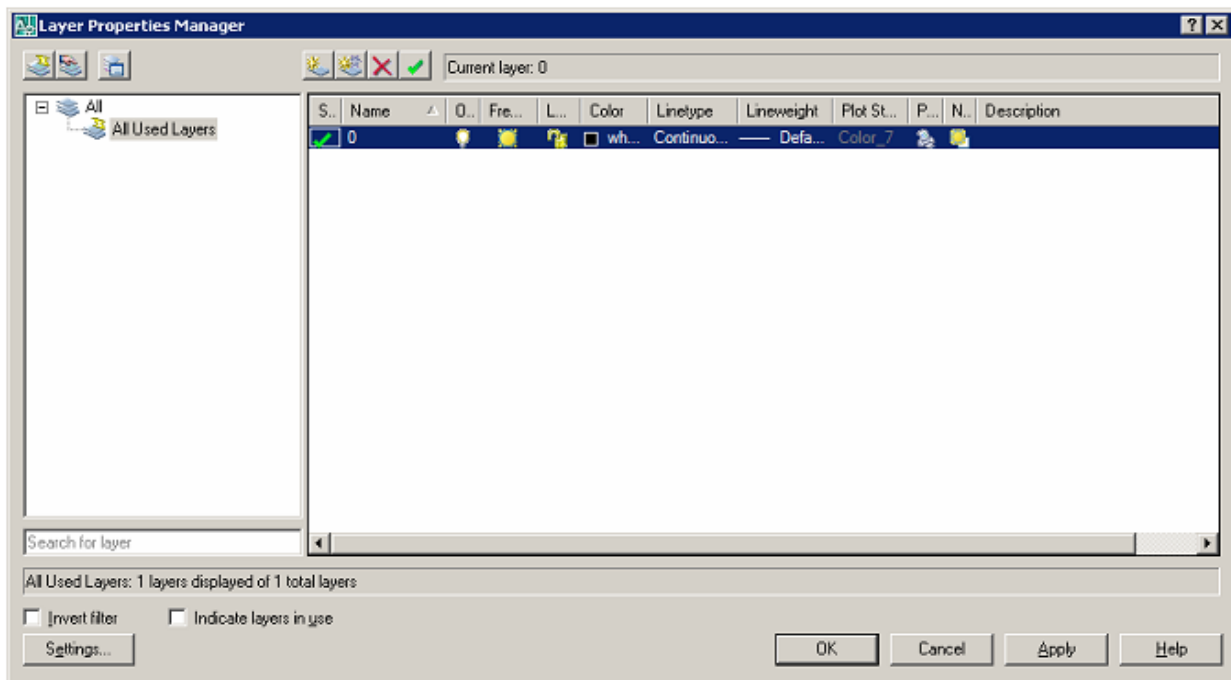 Layer Properties Manager
Current layer: 0
All
All Used Layers
S.. Name O.. Fre... L... Color Linetype Lineweight Plot St... P... N.. Description
0 wh... Continuo... Defa... Color_7
Search for layer
All Used Layers: 1 layers displayed of 1 total layers
Invert filter Indicate layers in use
Settings... OK Cancel Apply Help